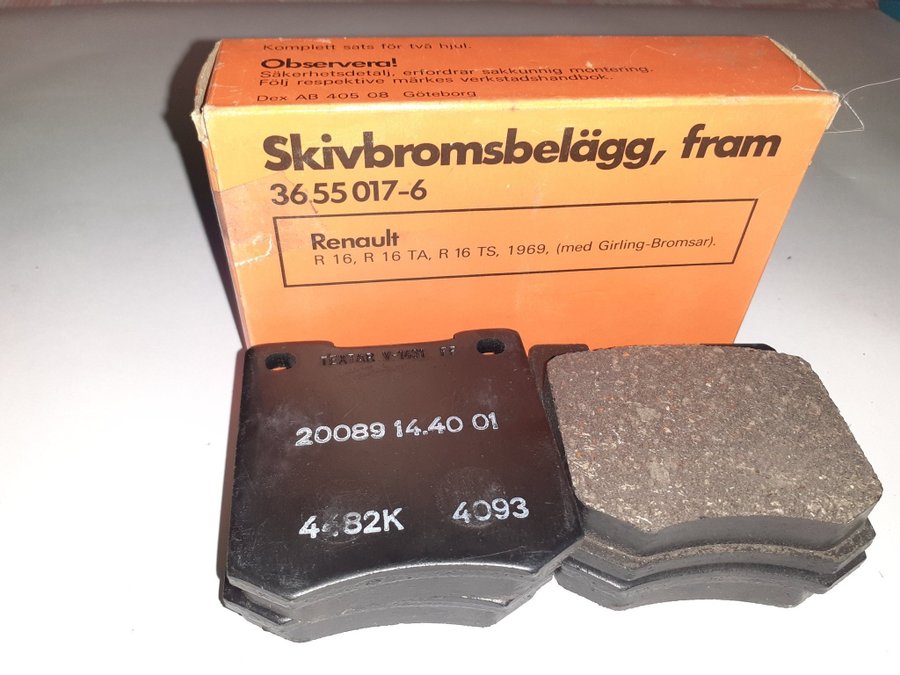 Komplett sats för två hjul.
Observera!
Säkerhetsdetalj, erfordrar sakkunnig montering.
Följ respektive märkes verkstadshandbok.
Dex AB 405 08 Göteborg
Skivbromsbelägg, fram
36 55 017-6
Renault
R 16, R 16 TA, R 16 TS, 1969, (med Girling-Bromsar).
TEXTAR
20089 14.40 01
4482K 4093